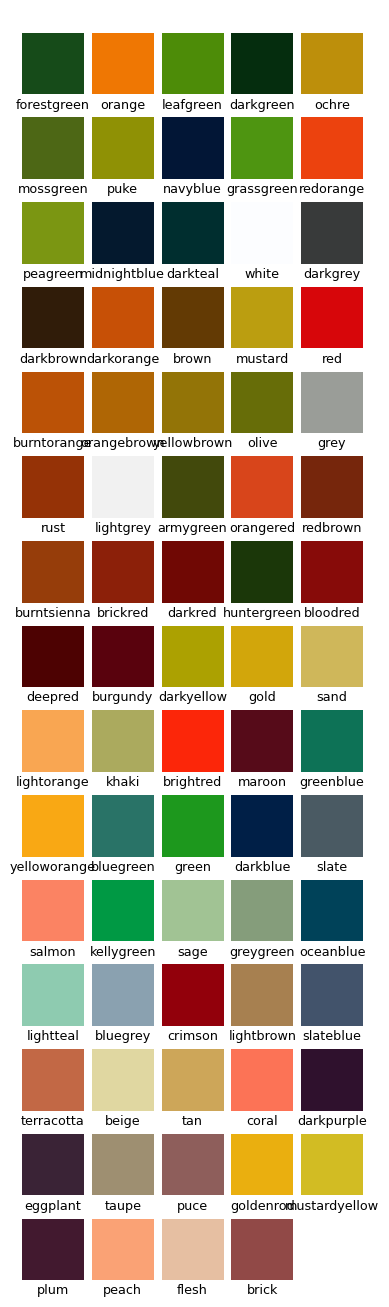 forestgreen orange leafgreen darkgreen ochre
mossgreen puke navyblue grassgreen redorange
peagreen midnightblue darkteal white darkgrey
darkbrown darkorange brown mustard red
burntorange orangebrown yellowbrown olive grey
rust lightgrey armygreen orangered redbrown
burntsienna brickred darkred huntergreen bloodred
deepred burgundy darkyellow gold sand
lightorange khaki brightred maroon greenblue
yelloworange bluegreen green darkblue slate
salmon kellygreen sage greygreen oceanblue
lightteal bluegrey crimson lightbrown slateblue
terracotta beige tan coral darkpurple
eggplant taupe puce goldenrod mustardyellow
plum peach flesh brick